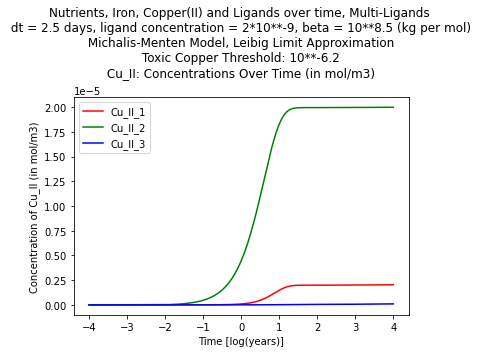 Nutrients, Iron, Copper(II) and Ligands over time, Multi-Ligands
dt = 2.5 days, ligand concentration = 2*10**-9, beta = 10**8.5 (kg per mol)
Michalis-Menten Model, Leibig Limit Approximation
Toxic Copper Threshold: 10**-6.2
Cu_II: Concentrations Over Time (in mol/m3)
1e−5
Cu_II_1
Cu_II_2
Cu_II_3
2.00
1.75
1.50
1.25
1.00
0.75
0.50
0.25
0.00
Concentration of Cu_II (in mol/m3)
−4 −3 −2 −1 0 1 2 3 4
Time [log(years)]